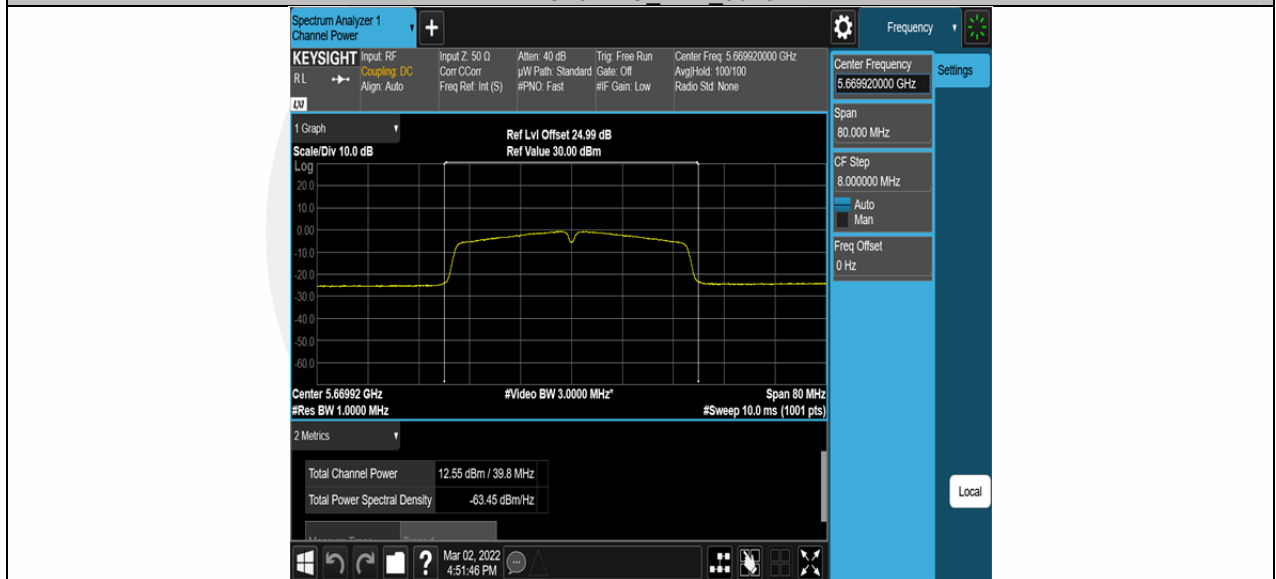 Spectrum Analyzer 1
Channel Power
+
Frequency
KEYSIGHT
RL
LXI
Input: RF
Coupling: DC
Align: Auto
Input Z: 50 Ω
Corr CCorr
Freq Ref: Int (S)
Atten: 40 dB
µW Path: Standard
#PNO: Fast
Trig: Free Run
Gate: Off
#IF Gain: Low
Center Freq: 5.669920000 GHz
Avg|Hold: 100/100
Radio Std: None
Center Frequency
5.669920000 GHz
Settings
Span
80.000 MHz
CF Step
8.000000 MHz
Auto
Man
Freq Offset
0 Hz
Local
1 Graph
Scale/Div 10.0 dB
Ref Lvl Offset 24.99 dB
Ref Value 30.00 dBm
Log
20.0
10.0
0.00
-10.0
-20.0
-30.0
-40.0
-50.0
-60.0
Center 5.66992 GHz
#Video BW 3.0000 MHz*
Span 80 MHz
#Res BW 1.0000 MHz
#Sweep 10.0 ms (1001 pts)
2 Metrics
Total Channel Power 12.55 dBm / 39.8 MHz
Total Power Spectral Density -63.45 dBm/Hz
?
Mar 02, 2022
4:51:46 PM